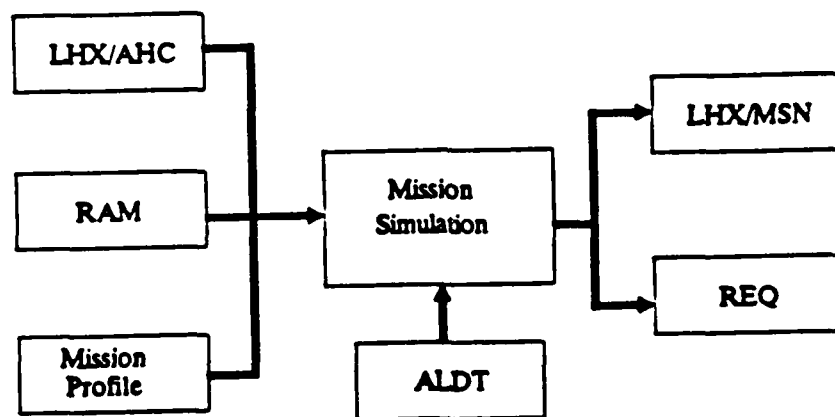 LHX/AHC
RAM
Mission
Profile
Mission
Simulation
ALDT
LHX/MSN
REQ